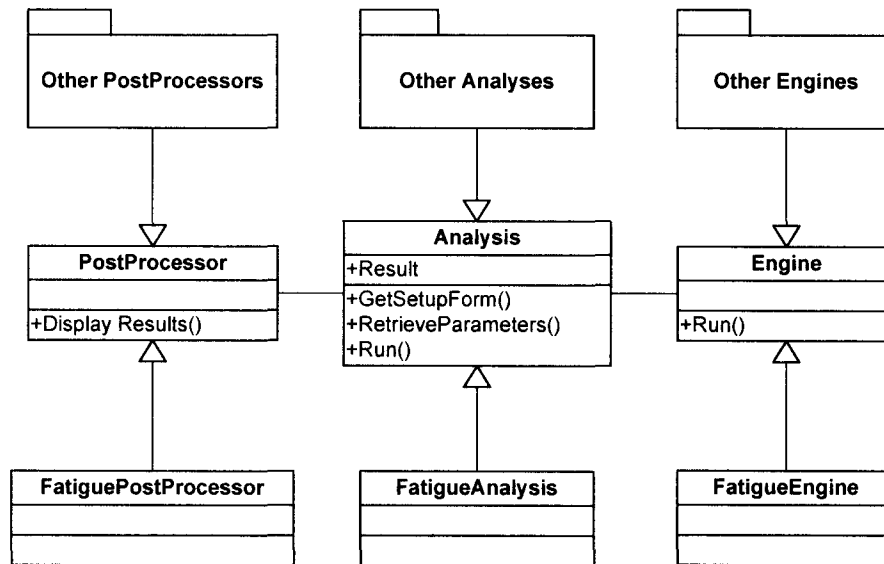 Other PostProcessors
Other Analyses
Other Engines
PostProcessor
+Display Results()
Analysis
+Result
+GetSetupForm()
+RetrieveParameters()
+Run()
Engine
+Run()
FatiguePostProcessor
FatigueAnalysis
FatigueEngine